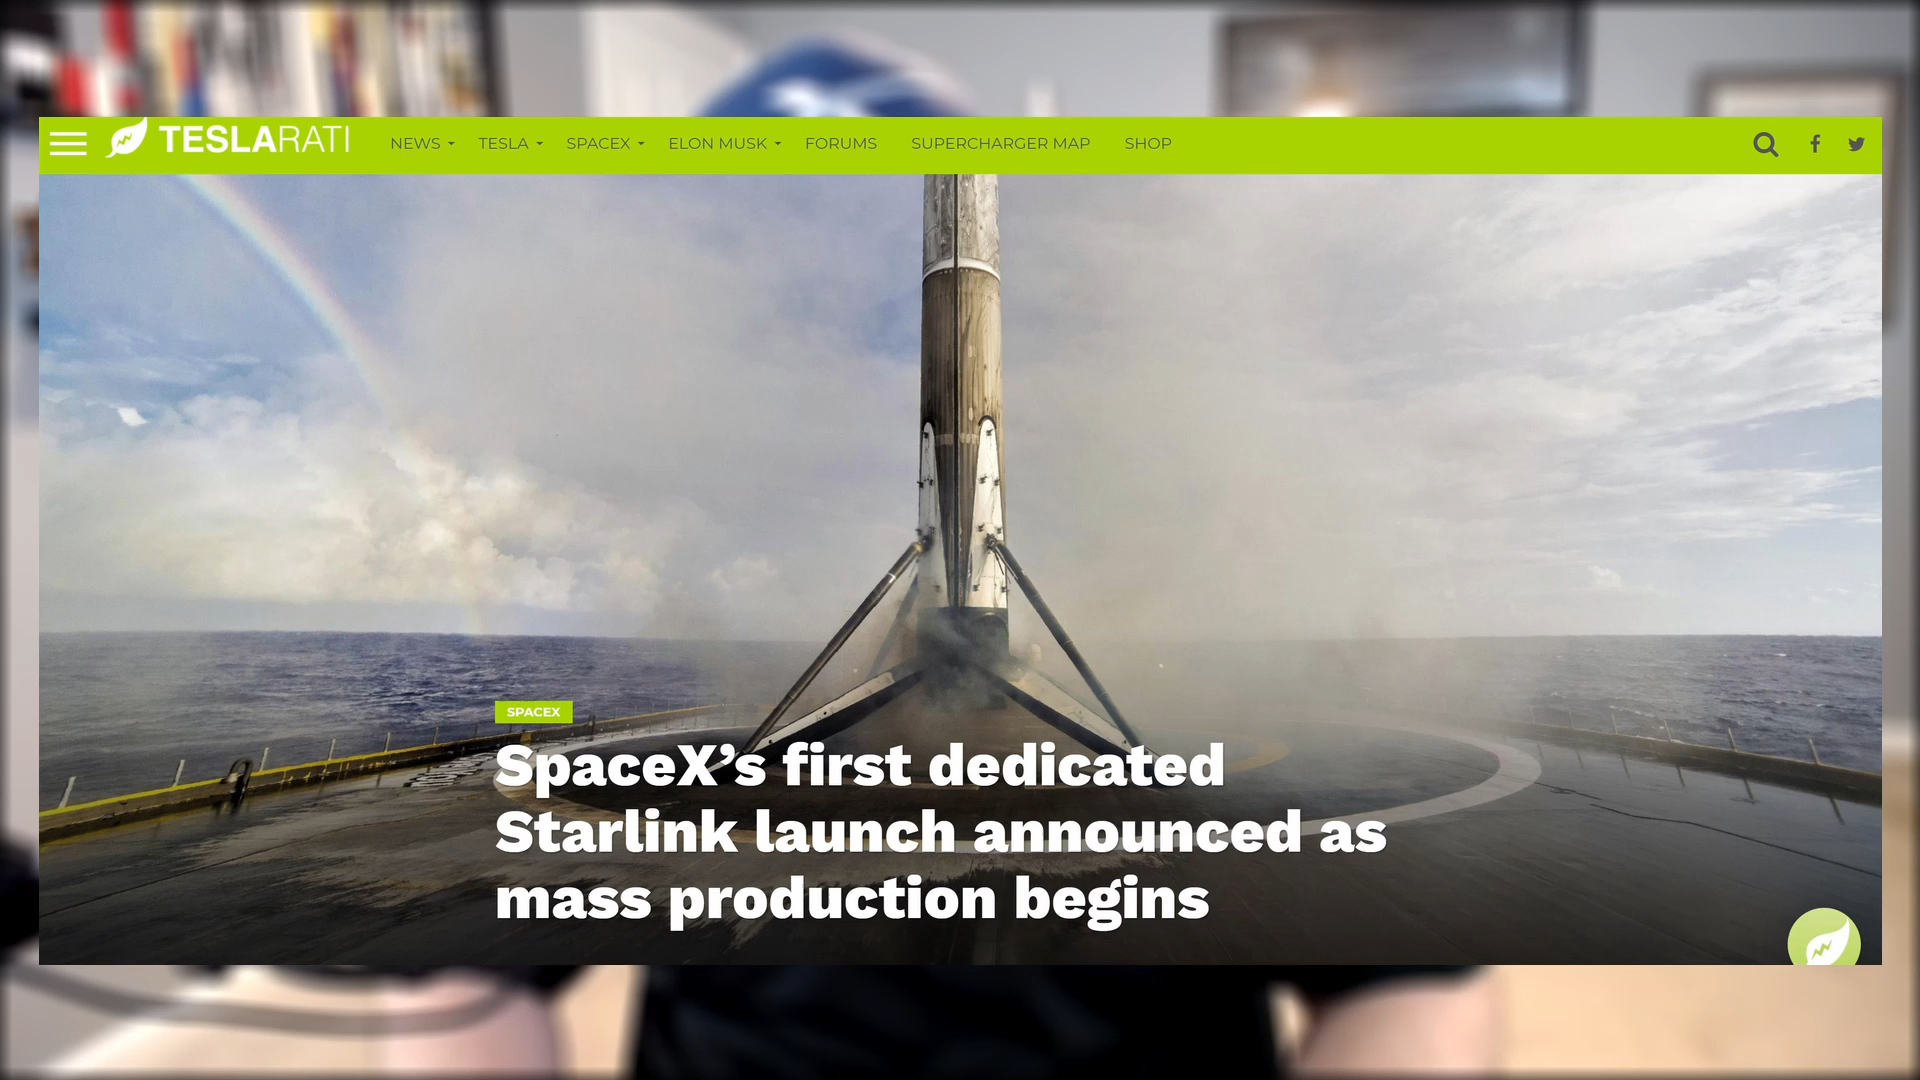 TESLARATI
NEWS TESLA SPACEX ELON MUSK FORUMS SUPERCHARGER MAP SHOP
SPACEX
SpaceX’s first dedicated
Starlink launch announced as
mass production begins